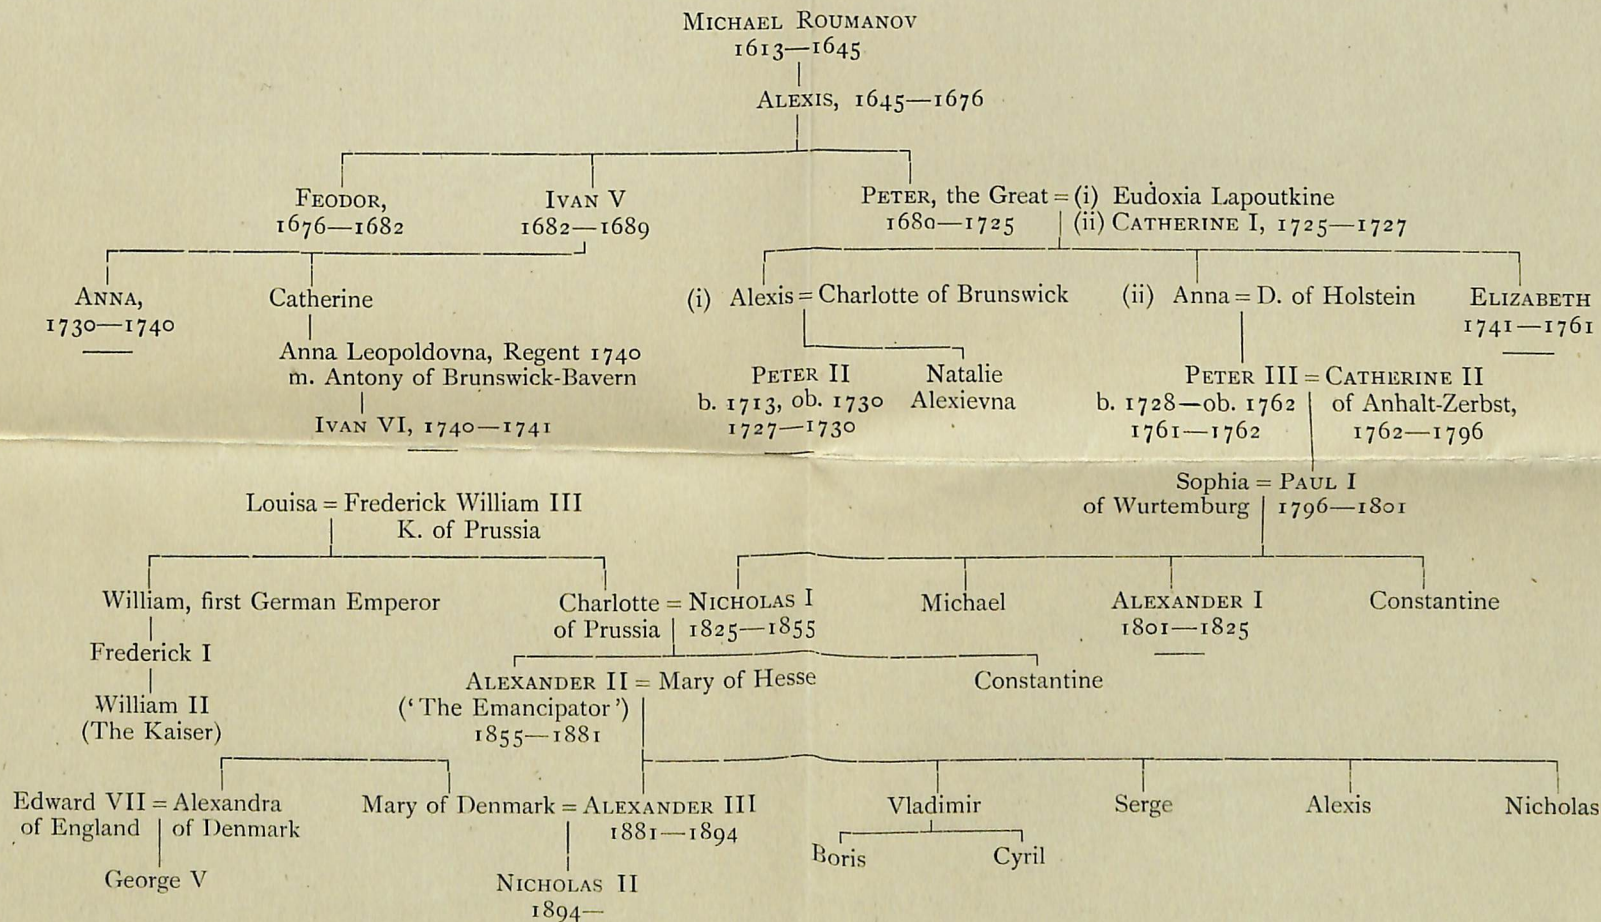 MICHAEL ROUMANOV
1613—1645
ALEXIS, 1645—1676
FEODOR,
1676—1682
IVAN V
1682—1689
PETER, the Great = (i) Eudoxia Lapoutkine
1680—1725 (ii) CATHERINE I, 1725—1727
ANNA,
1730—1740
Catherine
(i) Alexis = Charlotte of Brunswick
(ii) Anna = D. of Holstein
ELIZABETH
1741—1761
Anna Leopoldovna, Regent 1740
m. Antony of Brunswick-Bavern
IVAN VI, 1740—1741
PETER II
b. 1713, ob. 1730
1727—1730
Natalie
Alexievna
PETER III = CATHERINE II
b. 1728—ob. 1762 of Anhalt-Zerbst,
1761—1762 1762—1796
Sophia = PAUL I
of Wurtemburg 1796—1801
Louisa = Frederick William III
K. of Prussia
William, first German Emperor
Charlotte = NICHOLAS I
of Prussia 1825—1855
Michael
ALEXANDER I
1801—1825
Constantine
Frederick I
William II
(The Kaiser)
ALEXANDER II = Mary of Hesse
(‘The Emancipator’)
1855—1881
Constantine
Edward VII = Alexandra
of England of Denmark
George V
Mary of Denmark = ALEXANDER III
1881—1894
NICHOLAS II
1894—
Vladimir
Boris
Cyril
Serge
Alexis
Nicholas